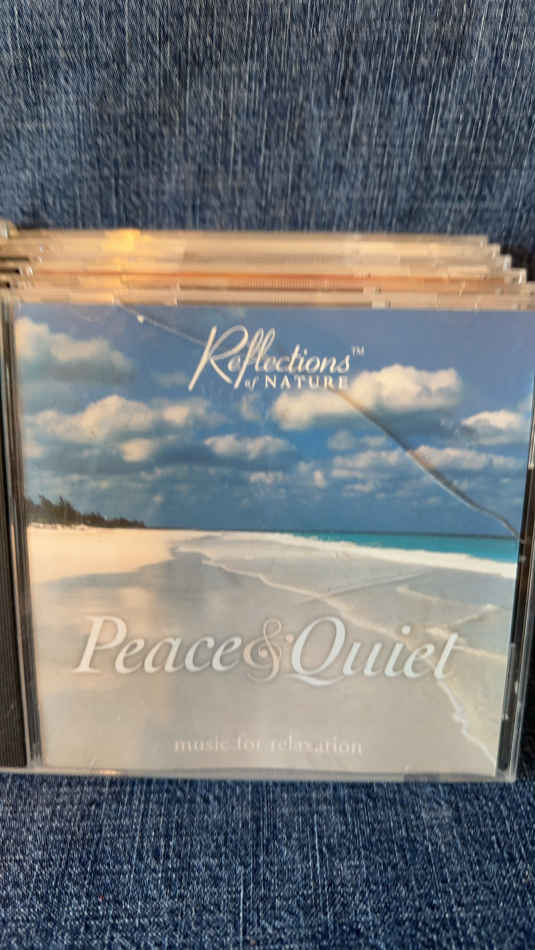 Reflections™
of NATURE
Peace & Quiet
music for relaxation